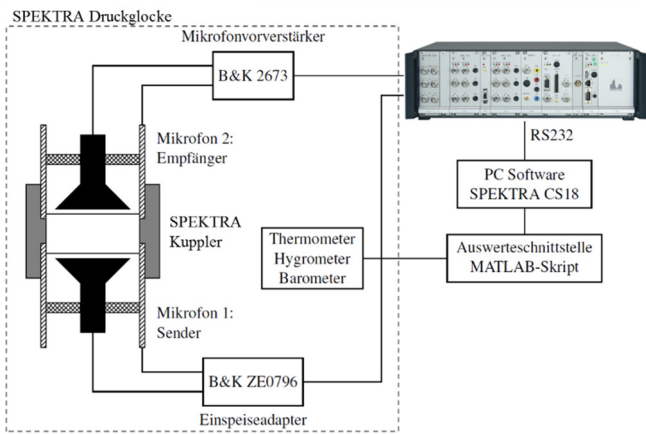 SPEKTRA Druckglocke
Mikrofonvorverstärker
B&K 2673
RS232
Mikrofon 2:
Empfänger
PC Software
SPEKTRA CS18
SPEKTRA
Kuppler
Thermometer
Hygrometer
Barometer
Auswerteschnittstelle
MATLAB-Skript
Mikrofon 1:
Sender
B&K ZE0796
Einspeiseadapter